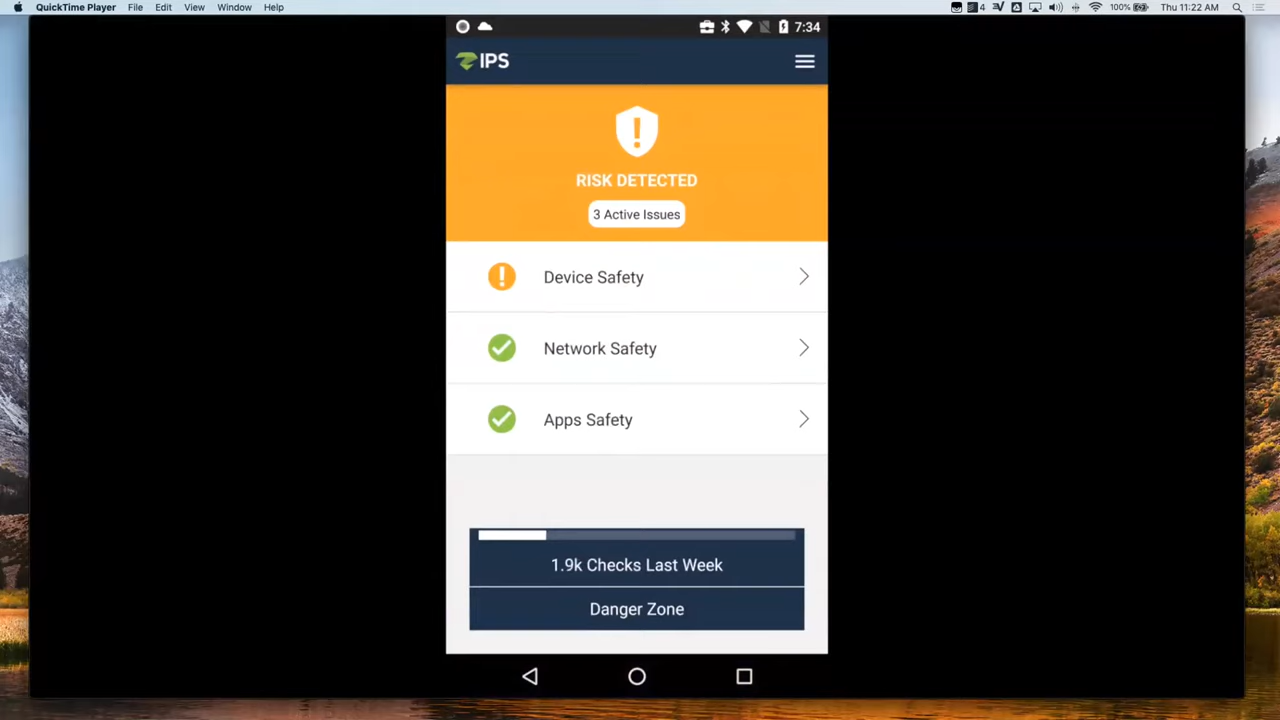 QuickTime Player File Edit View Window Help 4 100% Thu 11:22 AM
7:34
IPS
RISK DETECTED
3 Active Issues
Device Safety
Network Safety
Apps Safety
1.9k Checks Last Week
Danger Zone